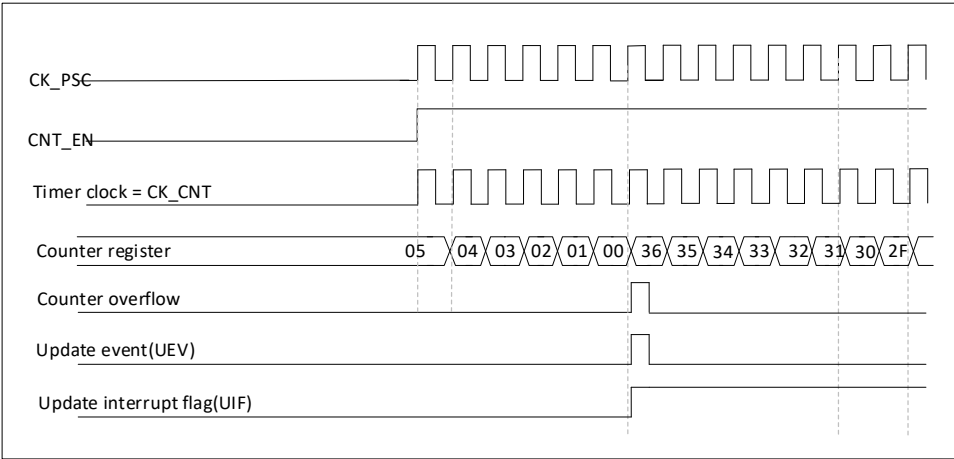 CK_PSC
CNT_EN
Timer clock = CK_CNT
Counter register 05 04 03 02 01 00 36 35 34 33 32 31 30 2F
Counter overflow
Update event(UEV)
Update interrupt flag(UIF)